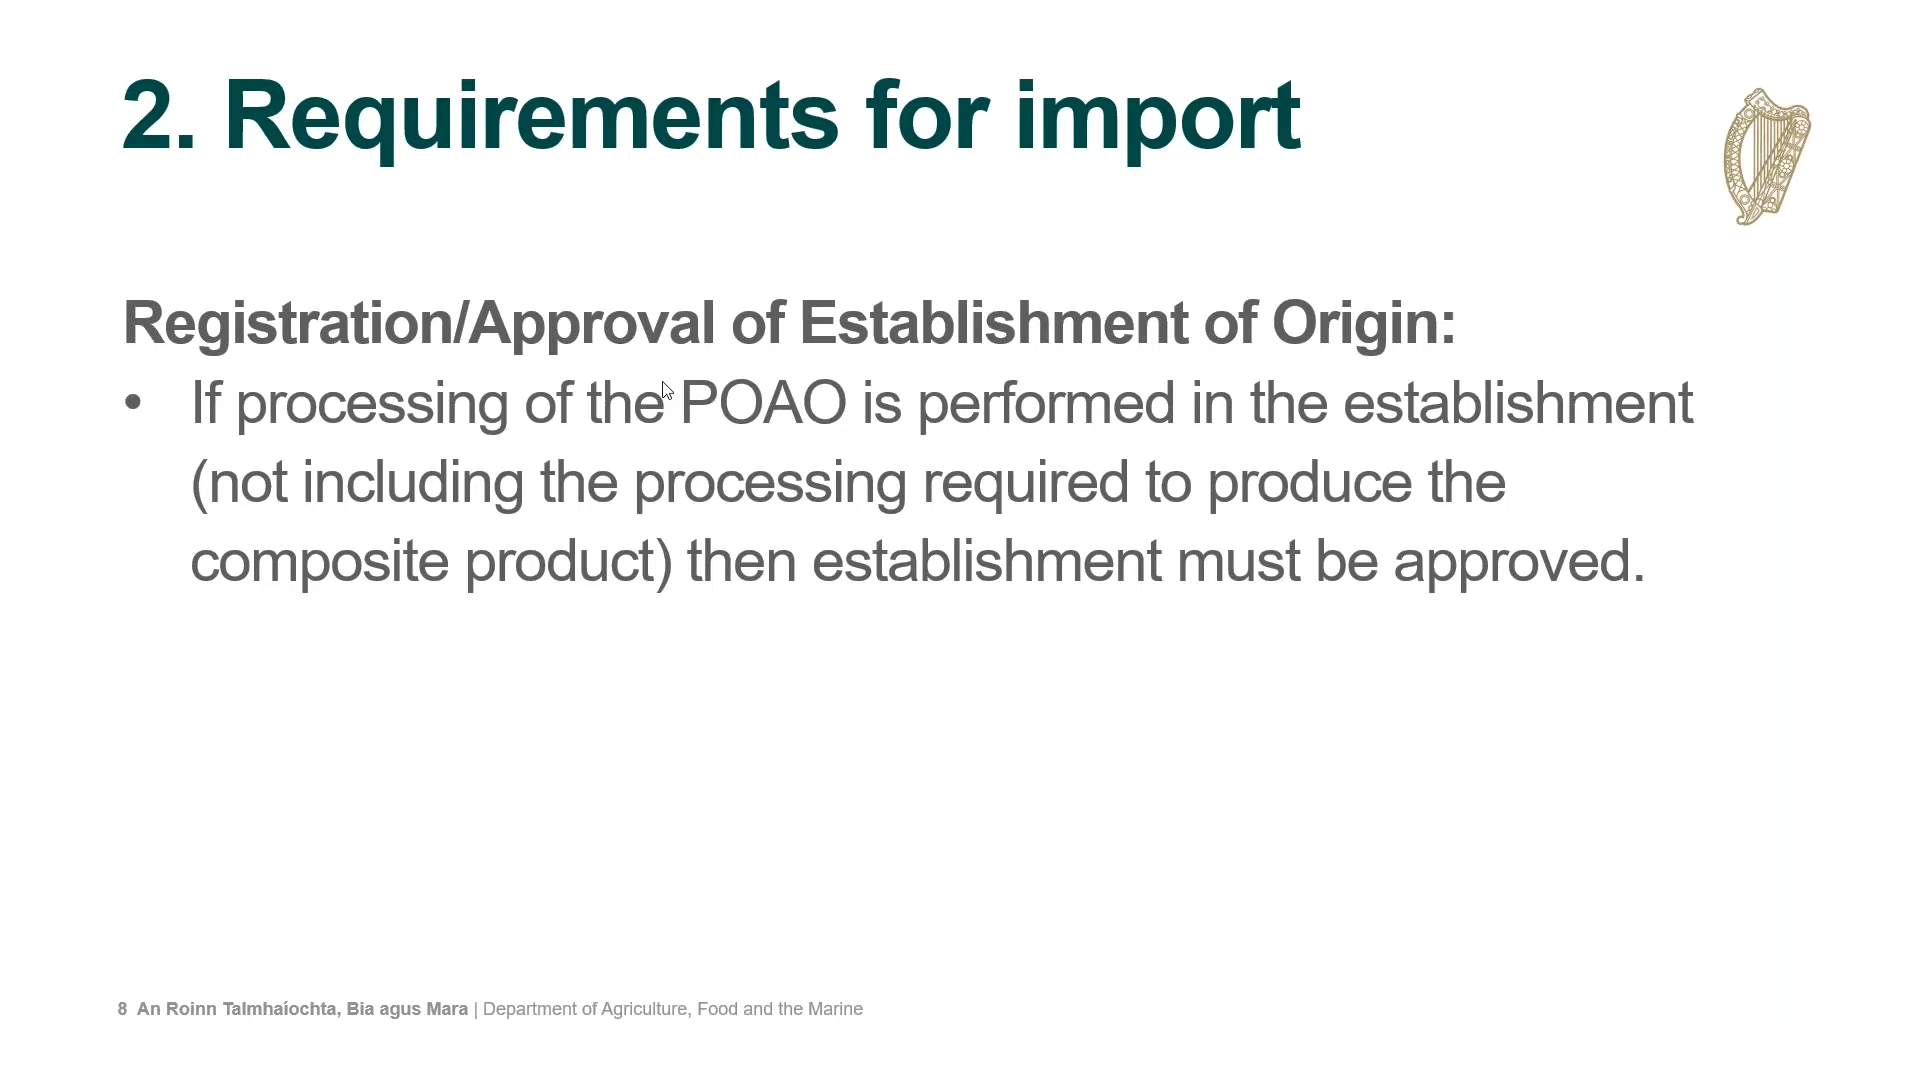 2. Requirements for import
Registration/Approval of Establishment of Origin:
• If processing of the POAO is performed in the establishment
(not including the processing required to produce the
composite product) then establishment must be approved.
8 An Roinn Talmhaíochta, Bia agus Mara | Department of Agriculture, Food and the Marine